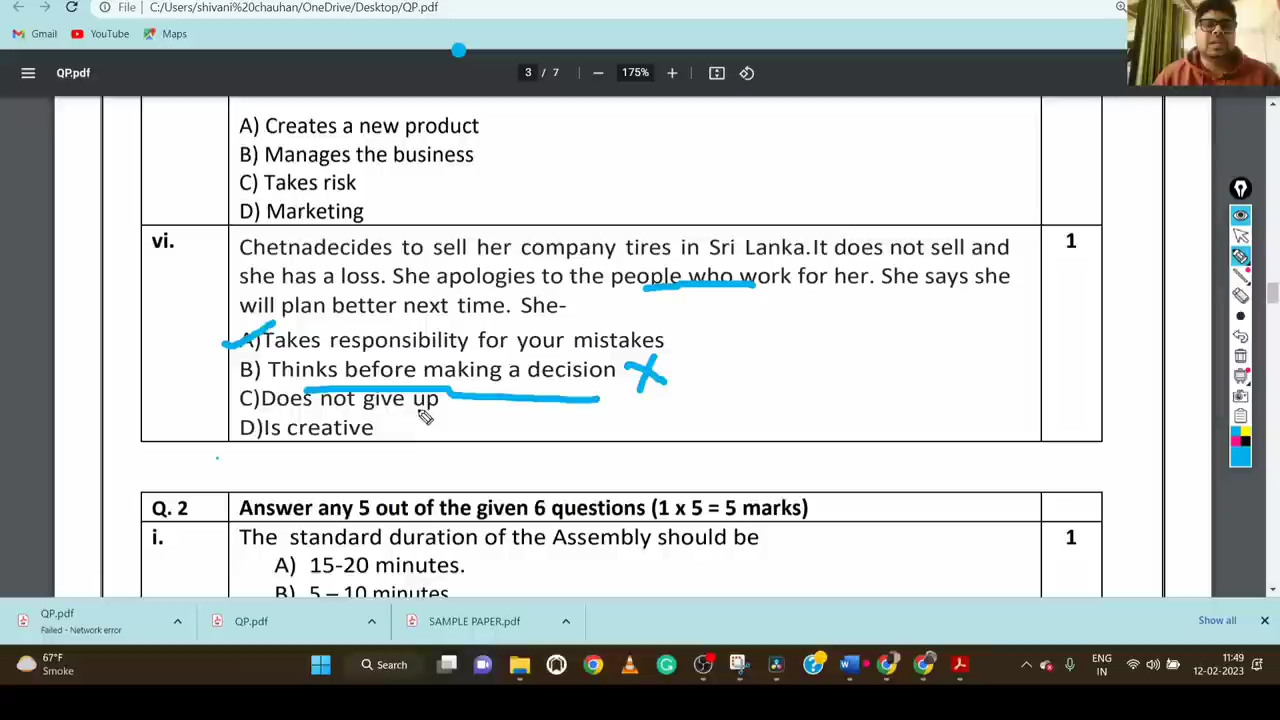 File
C:/Users/shivani%20chauhan/OneDrive/Desktop/QP.pdf
Gmail
YouTube
Maps
QP.pdf
3 / 7
175%
A) Creates a new product
B) Manages the business
C) Takes risk
D) Marketing
vi.
Chetnadecides to sell her company tires in Sri Lanka.It does not sell and
she has a loss. She apologies to the people who work for her. She says she
will plan better next time. She-
A)Takes responsibility for your mistakes
B) Thinks before making a decision
C)Does not give up
D)Is creative
1
Q. 2
Answer any 5 out of the given 6 questions (1 x 5 = 5 marks)
i.
The standard duration of the Assembly should be
A) 15-20 minutes.
B) 5 – 10 minutes
1
QP.pdf
Failed - Network error
QP.pdf
SAMPLE PAPER.pdf
Show all
67°F
Smoke
Search
ENG
IN
11:49
12-02-2023